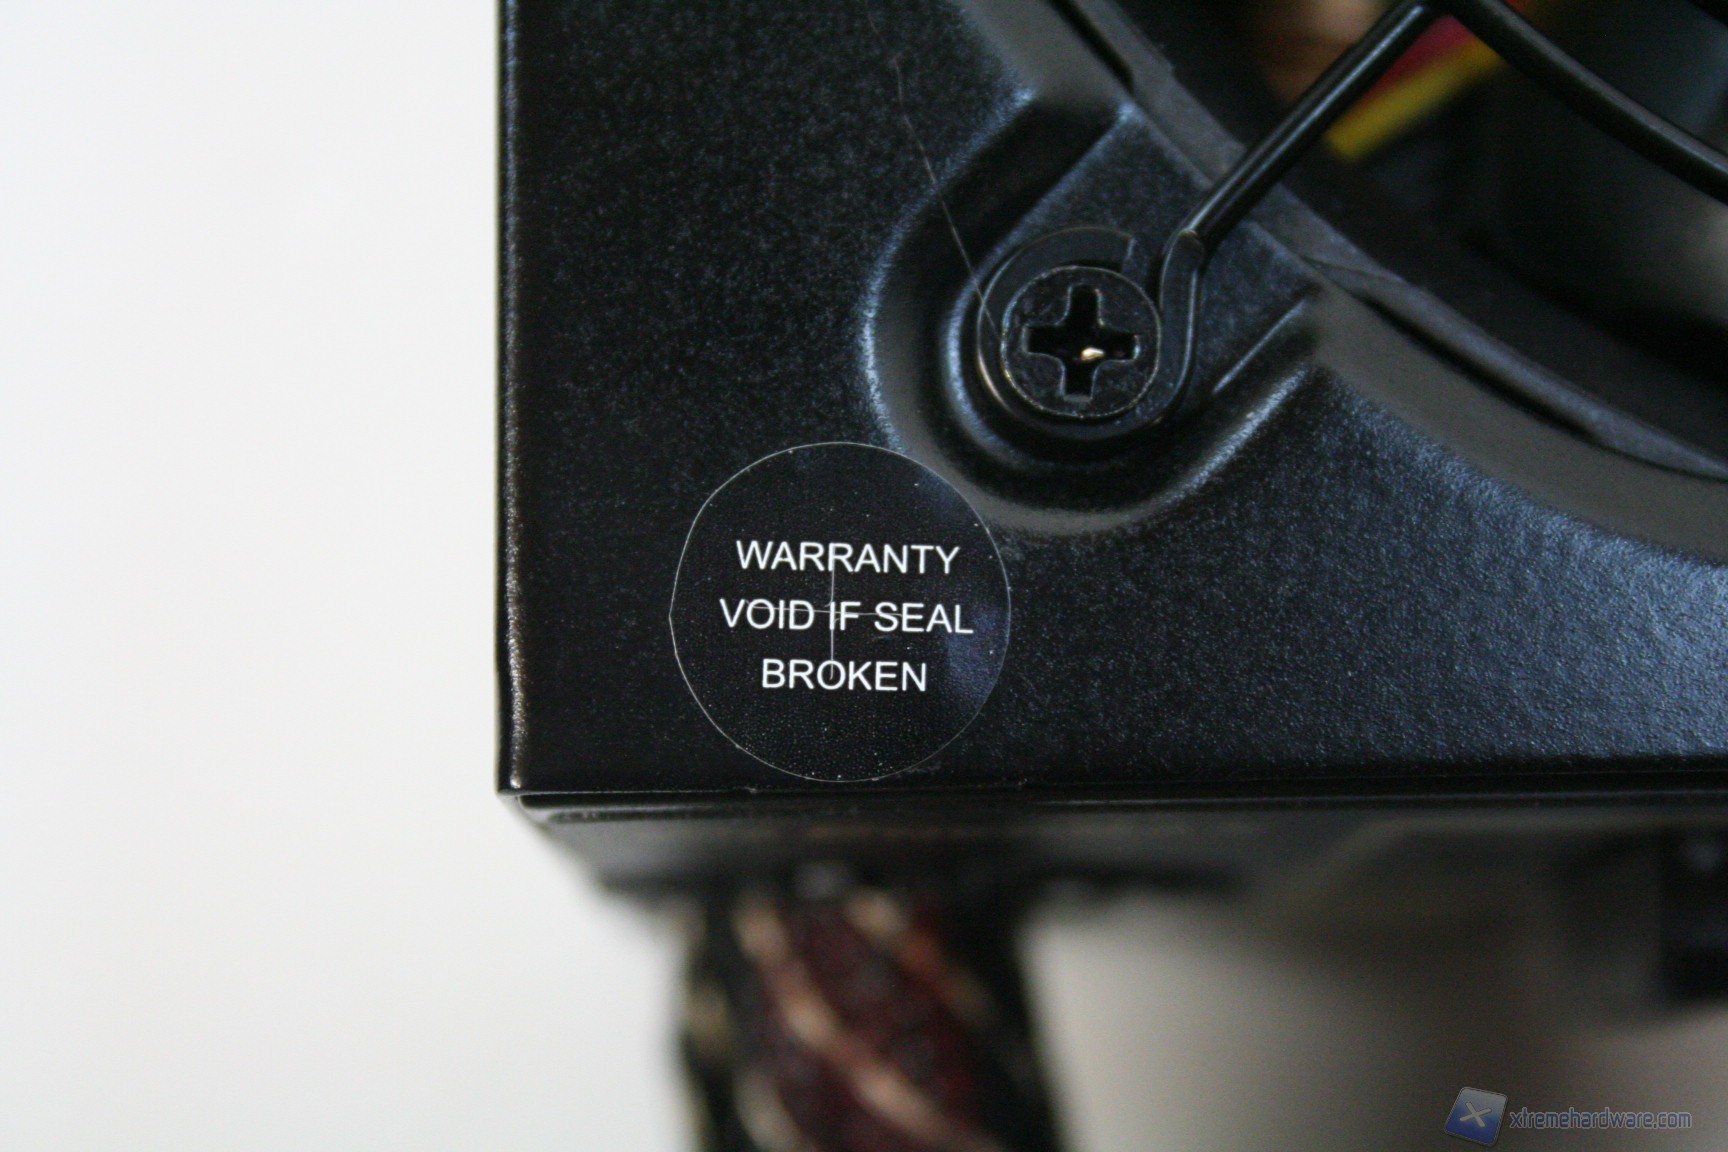 WARRANTY
VOID IF SEAL
BROKEN
xtremehardware.com